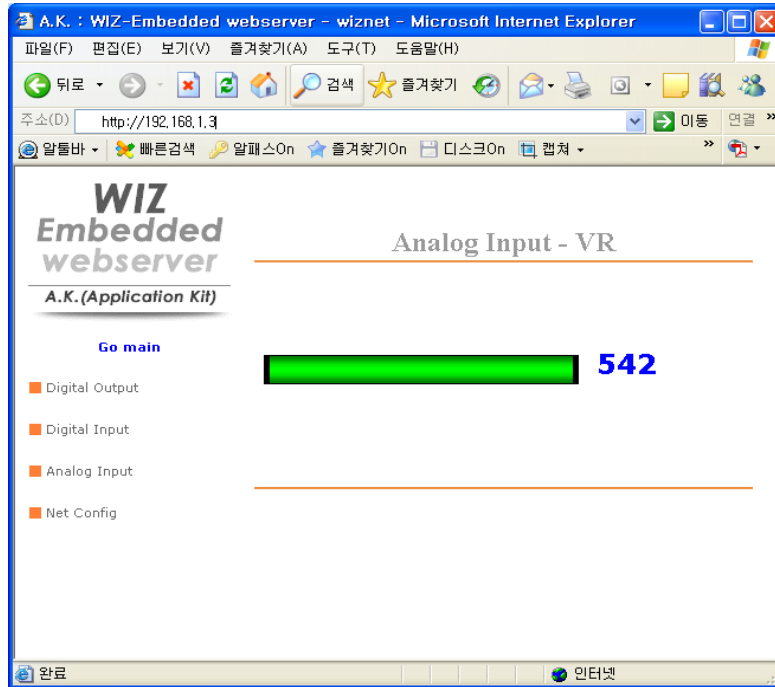 A.K. : WIZ-Embedded webserver - wiznet - Microsoft Internet Explorer
파일(F) 편집(E) 보기(V) 즐겨찾기(A) 도구(T) 도움말(H)
뒤로 검색 즐겨찾기
주소(D) http://192.168.1.3 이동 연결 »
알툴바 빠른검색 알패스On 즐겨찾기On 디스크On 캡쳐 »
WIZ
Embedded
webserver
A.K.(Application Kit)
Go main
Digital Output
Digital Input
Analog Input
Net Config
Analog Input - VR
542
완료 인터넷